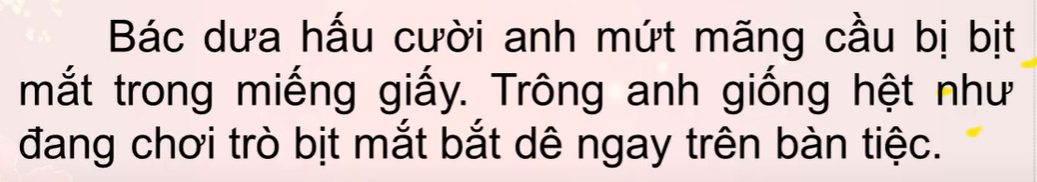 Bác dưa hấu cười anh mứt mãng cầu bị bịt
mắt trong miếng giấy. Trông anh giống hệt như
đang chơi trò bịt mắt bắt dê ngay trên bàn tiệc.